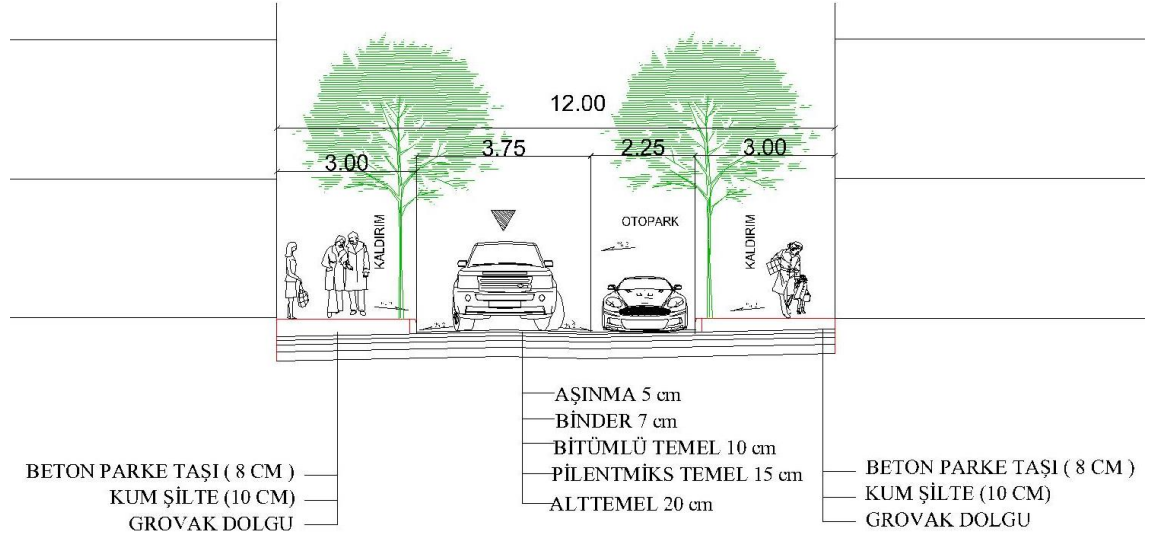 12.00
3.00
3.75
2.25
3.00
KALDIRIM
OTOPARK
KALDIRIM
AŞINMA 5 cm
BİNDER 7 cm
BİTÜMLÜ TEMEL 10 cm
PİLENTMİKS TEMEL 15 cm
ALTTEMEL 20 cm
BETON PARKE TAŞI ( 8 CM )
KUM ŞİLTE (10 CM)
GROVAK DOLGU
BETON PARKE TAŞI ( 8 CM )
KUM ŞİLTE (10 CM)
GROVAK DOLGU